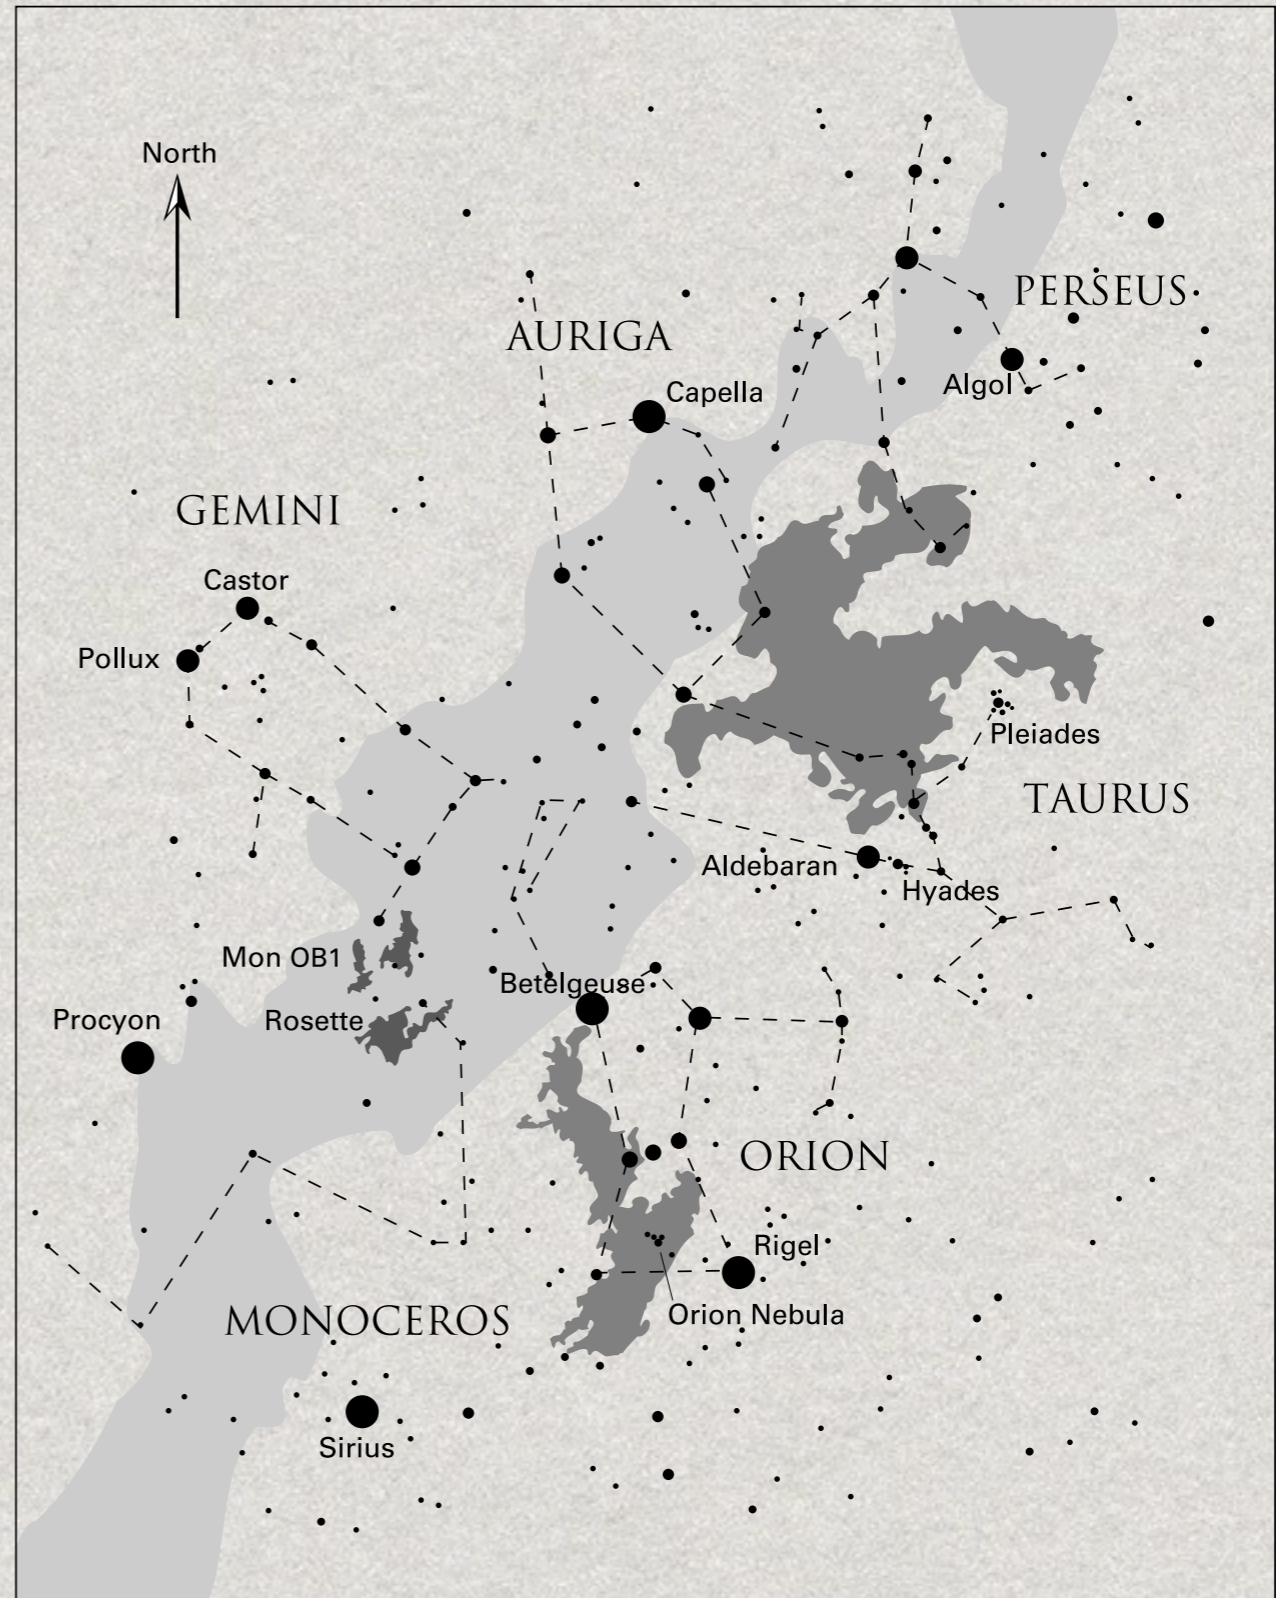 North
PERSEUS
AURIGA
Capella
Algol
GEMINI
Castor
Pollux
Pleiades
TAURUS
Aldebaran
Hyades
Mon OB1
Betelgeuse
Procyon
Rosette
ORION
Rigel
Orion Nebula
MONOCEROS
Sirius